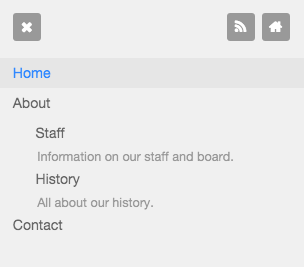 Home
About
Staff
Information on our staff and board.
History
All about our history.
Contact